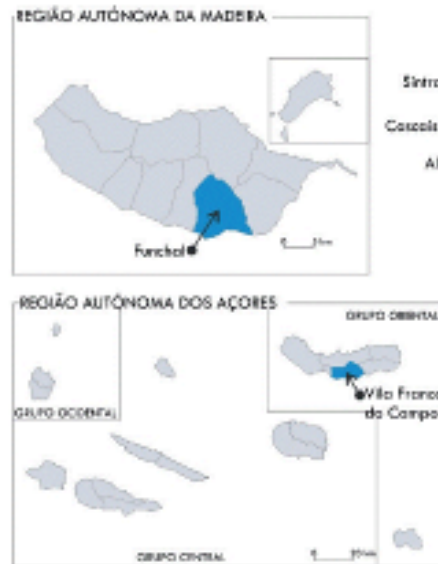 REGIÃO AUTÓNOMA DA MADEIRA
Sintra
Cascais
Funchal
REGIÃO AUTÓNOMA DOS AÇORES
GRUPO ORIENTAL
GRUPO OCIDENTAL
Vila Franca
do Campo
GRUPO CENTRAL